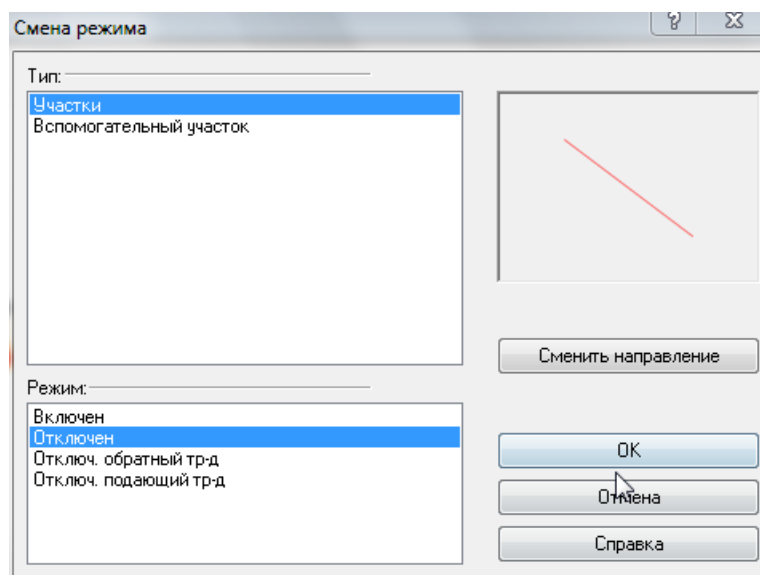 Смена режима
Тип:
Участки
Вспомогательный участок
Сменить направление
Режим:
Включен
Отключен
Отключ. обратный тр-д
Отключ. подающий тр-д
OK
Отмена
Справка